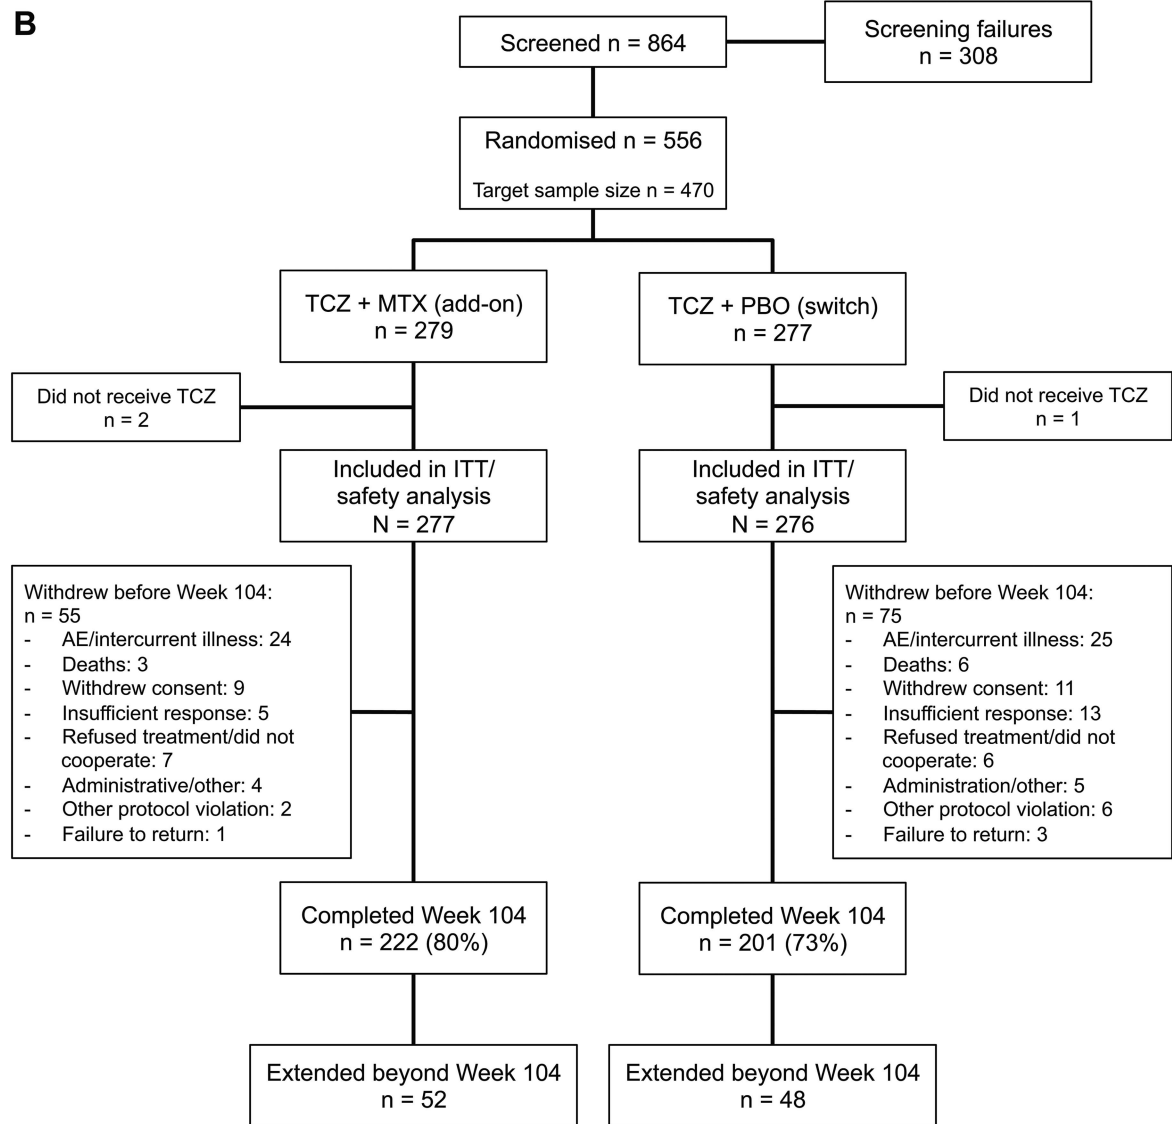 B
Screened n = 864
Screening failures
n = 308
Randomised n = 556
Target sample size n = 470
TCZ + MTX (add-on)
n = 279
TCZ + PBO (switch)
n = 277
Did not receive TCZ
n = 2
Did not receive TCZ
n = 1
Included in ITT/
safety analysis
N = 277
Included in ITT/
safety analysis
N = 276
Withdrew before Week 104:
n = 55
- AE/intercurrent illness: 24
- Deaths: 3
- Withdrew consent: 9
- Insufficient response: 5
- Refused treatment/did not
cooperate: 7
- Administrative/other: 4
- Other protocol violation: 2
- Failure to return: 1
Withdrew before Week 104:
n = 75
- AE/intercurrent illness: 25
- Deaths: 6
- Withdrew consent: 11
- Insufficient response: 13
- Refused treatment/did not
cooperate: 6
- Administration/other: 5
- Other protocol violation: 6
- Failure to return: 3
Completed Week 104
n = 222 (80%)
Completed Week 104
n = 201 (73%)
Extended beyond Week 104
n = 52
Extended beyond Week 104
n = 48